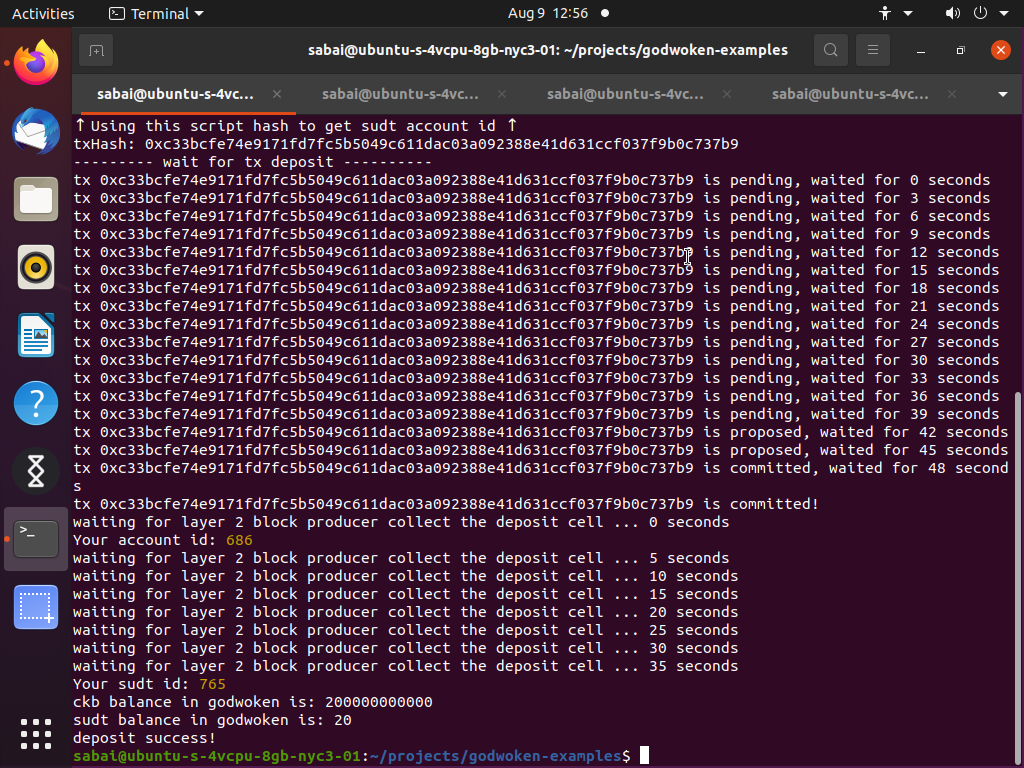 Activities
Terminal
Aug 9 12:56
sabai@ubuntu-s-4vcpu-8gb-nyc3-01: ~/projects/godwoken-examples
sabai@ubuntu-s-4vc...
sabai@ubuntu-s-4vc...
sabai@ubuntu-s-4vc...
sabai@ubuntu-s-4vc...
↑ Using this script hash to get sudt account id ↑
txHash: 0xc33bcfe74e9171fd7fc5b5049c611dac03a092388e41d631ccf037f9b0c737b9
--------- wait for tx deposit ----------
tx 0xc33bcfe74e9171fd7fc5b5049c611dac03a092388e41d631ccf037f9b0c737b9 is pending, waited for 0 seconds
tx 0xc33bcfe74e9171fd7fc5b5049c611dac03a092388e41d631ccf037f9b0c737b9 is pending, waited for 3 seconds
tx 0xc33bcfe74e9171fd7fc5b5049c611dac03a092388e41d631ccf037f9b0c737b9 is pending, waited for 6 seconds
tx 0xc33bcfe74e9171fd7fc5b5049c611dac03a092388e41d631ccf037f9b0c737b9 is pending, waited for 9 seconds
tx 0xc33bcfe74e9171fd7fc5b5049c611dac03a092388e41d631ccf037f9b0c737b9 is pending, waited for 12 seconds
tx 0xc33bcfe74e9171fd7fc5b5049c611dac03a092388e41d631ccf037f9b0c737b9 is pending, waited for 15 seconds
tx 0xc33bcfe74e9171fd7fc5b5049c611dac03a092388e41d631ccf037f9b0c737b9 is pending, waited for 18 seconds
tx 0xc33bcfe74e9171fd7fc5b5049c611dac03a092388e41d631ccf037f9b0c737b9 is pending, waited for 21 seconds
tx 0xc33bcfe74e9171fd7fc5b5049c611dac03a092388e41d631ccf037f9b0c737b9 is pending, waited for 24 seconds
tx 0xc33bcfe74e9171fd7fc5b5049c611dac03a092388e41d631ccf037f9b0c737b9 is pending, waited for 27 seconds
tx 0xc33bcfe74e9171fd7fc5b5049c611dac03a092388e41d631ccf037f9b0c737b9 is pending, waited for 30 seconds
tx 0xc33bcfe74e9171fd7fc5b5049c611dac03a092388e41d631ccf037f9b0c737b9 is pending, waited for 33 seconds
tx 0xc33bcfe74e9171fd7fc5b5049c611dac03a092388e41d631ccf037f9b0c737b9 is pending, waited for 36 seconds
tx 0xc33bcfe74e9171fd7fc5b5049c611dac03a092388e41d631ccf037f9b0c737b9 is pending, waited for 39 seconds
tx 0xc33bcfe74e9171fd7fc5b5049c611dac03a092388e41d631ccf037f9b0c737b9 is proposed, waited for 42 seconds
tx 0xc33bcfe74e9171fd7fc5b5049c611dac03a092388e41d631ccf037f9b0c737b9 is proposed, waited for 45 seconds
tx 0xc33bcfe74e9171fd7fc5b5049c611dac03a092388e41d631ccf037f9b0c737b9 is committed, waited for 48 second
s
tx 0xc33bcfe74e9171fd7fc5b5049c611dac03a092388e41d631ccf037f9b0c737b9 is committed!
waiting for layer 2 block producer collect the deposit cell ... 0 seconds
Your account id: 686
waiting for layer 2 block producer collect the deposit cell ... 5 seconds
waiting for layer 2 block producer collect the deposit cell ... 10 seconds
waiting for layer 2 block producer collect the deposit cell ... 15 seconds
waiting for layer 2 block producer collect the deposit cell ... 20 seconds
waiting for layer 2 block producer collect the deposit cell ... 25 seconds
waiting for layer 2 block producer collect the deposit cell ... 30 seconds
waiting for layer 2 block producer collect the deposit cell ... 35 seconds
Your sudt id: 765
ckb balance in godwoken is: 200000000000
sudt balance in godwoken is: 20
deposit success!
sabai@ubuntu-s-4vcpu-8gb-nyc3-01:~/projects/godwoken-examples$